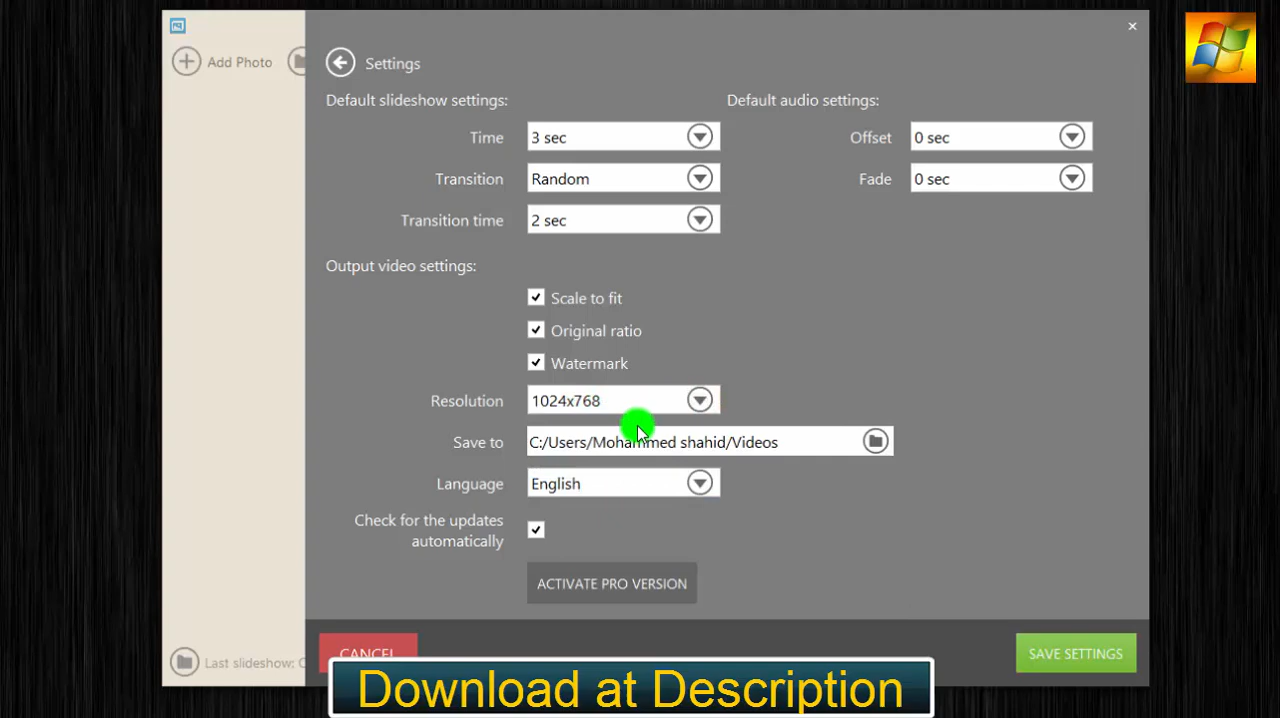 Add Photo
Settings
Default slideshow settings:
Default audio settings:
Time
3 sec
Offset
0 sec
Transition
Random
Fade
0 sec
Transition time
2 sec
Output video settings:
Scale to fit
Original ratio
Watermark
Resolution
1024x768
Save to
C:/Users/Mohammed shahid/Videos
Language
English
Check for the updates
automatically
ACTIVATE PRO VERSION
Last slideshow: C
CANCEL
SAVE SETTINGS
Download at Description